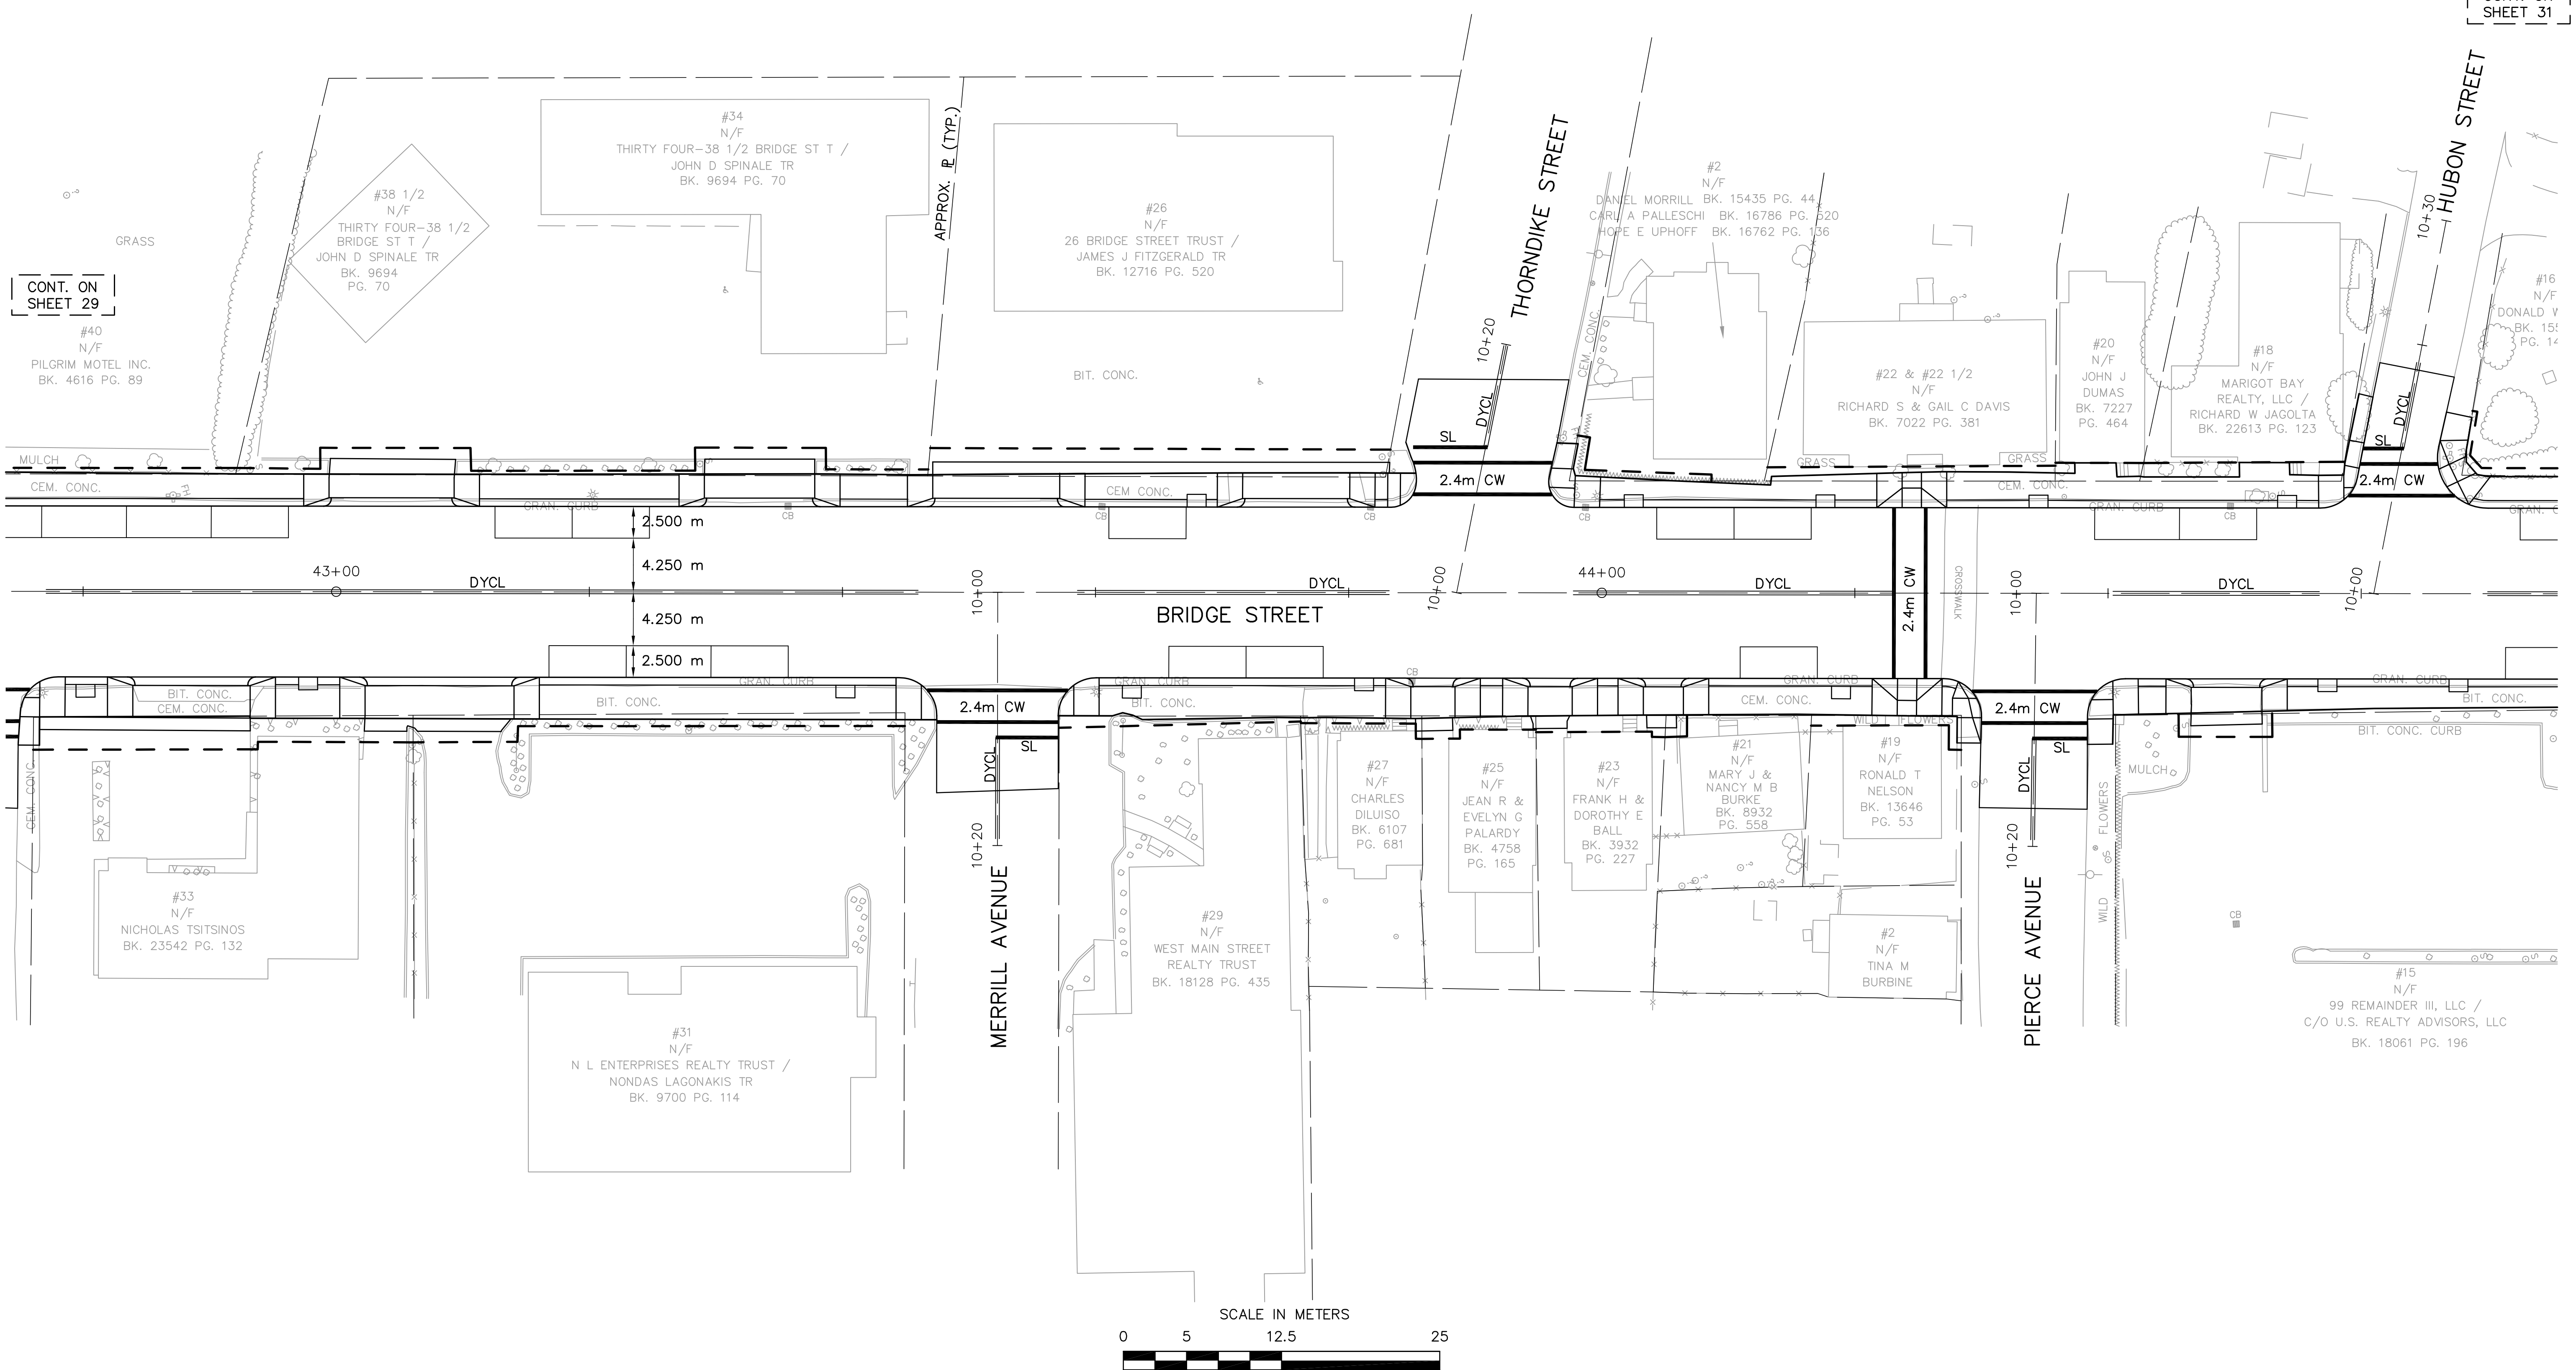 SHEET 31
HUBON STREET
10+30
THORNDIKE STREET
10+20
APPROX. ℄ (TYP.)
#34
N/F
THIRTY FOUR-38 1/2 BRIDGE ST T /
JOHN D SPINALE TR
BK. 9694 PG. 70
#38 1/2
N/F
THIRTY FOUR-38 1/2
BRIDGE ST T /
JOHN D SPINALE TR
BK. 9694
PG. 70
#26
N/F
26 BRIDGE STREET TRUST /
JAMES J FITZGERALD TR
BK. 12716 PG. 520
#2
N/F
DANIEL MORRILL BK. 15435 PG. 44
CARL A PALLESCHI BK. 16786 PG. 520
HOPE E UPHOFF BK. 16762 PG. 136
GRASS
CONT. ON
SHEET 29
#40
N/F
PILGRIM MOTEL INC.
BK. 4616 PG. 89
BIT. CONC.
CEM. CONC.
#22 & #22 1/2
N/F
RICHARD S & GAIL C DAVIS
BK. 7022 PG. 381
#20
N/F
JOHN J
DUMAS
BK. 7227
PG. 464
#18
N/F
MARIGOT BAY
REALTY, LLC /
RICHARD W JAGOLTA
BK. 22613 PG. 123
#16
N/F
DONALD W
BK. 15
PG. 14
MULCH
CEM. CONC.
FH
GRAN. CURB
CB
CEM CONC.
CB
CB
SL
DYCL
2.4m CW
CB
GRASS
GRASS
CEM. CONC.
GRAN. CURB
CB
SL
DYCL
2.4m CW
GRAN. C
2.500 m
4.250 m
43+00
DYCL
10+00
DYCL
10+00
44+00
DYCL
2.4m CW
CROSSWALK
10+00
DYCL
10+00
4.250 m
BRIDGE STREET
2.500 m
BIT. CONC.
CEM. CONC.
BIT. CONC.
GRAN. CURB
2.4m CW
SL
DYCL
10+20
MERRILL AVENUE
GRAN. CURB
BIT. CONC.
CB
CEM. CONC.
GRAN. CURB
WILD FLOWERS
2.4m CW
SL
DYCL
10+20
PIERCE AVENUE
GRAN. CURB
BIT. CONC.
BIT. CONC. CURB
MULCH
WILD FLOWERS
CB
CEM. CONC.
#33
N/F
NICHOLAS TSITSINOS
BK. 23542 PG. 132
#31
N/F
N L ENTERPRISES REALTY TRUST /
NONDAS LAGONAKIS TR
BK. 9700 PG. 114
#29
N/F
WEST MAIN STREET
REALTY TRUST
BK. 18128 PG. 435
#27
N/F
CHARLES
DILUISO
BK. 6107
PG. 681
#25
N/F
JEAN R &
EVELYN G
PALARDY
BK. 4758
PG. 165
#23
N/F
FRANK H &
DOROTHY E
BALL
BK. 3932
PG. 227
#21
N/F
MARY J &
NANCY M B
BURKE
BK. 8932
PG. 558
#19
N/F
RONALD T
NELSON
BK. 13646
PG. 53
#2
N/F
TINA M
BURBINE
#15
N/F
99 REMAINDER III, LLC /
C/O U.S. REALTY ADVISORS, LLC
BK. 18061 PG. 196
SCALE IN METERS
0 5 12.5 25